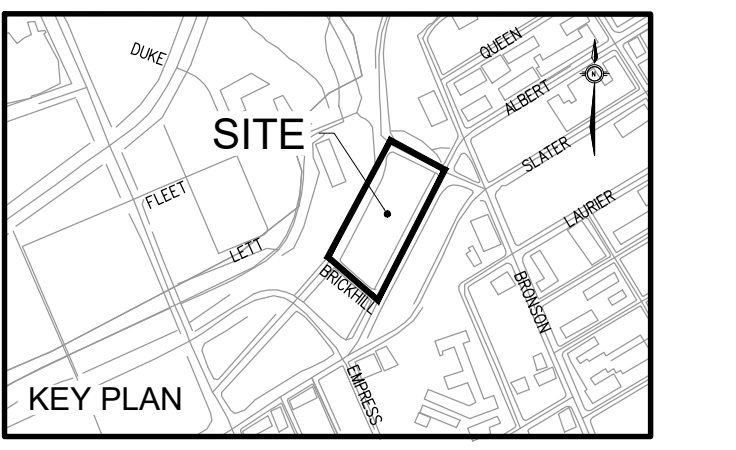 DUKE
QUEEN
ALBERT
SITE
SLATER
FLEET
LAURIER
LETT
BRICKHILL
BRONSON
EMPRESS
KEY PLAN
N